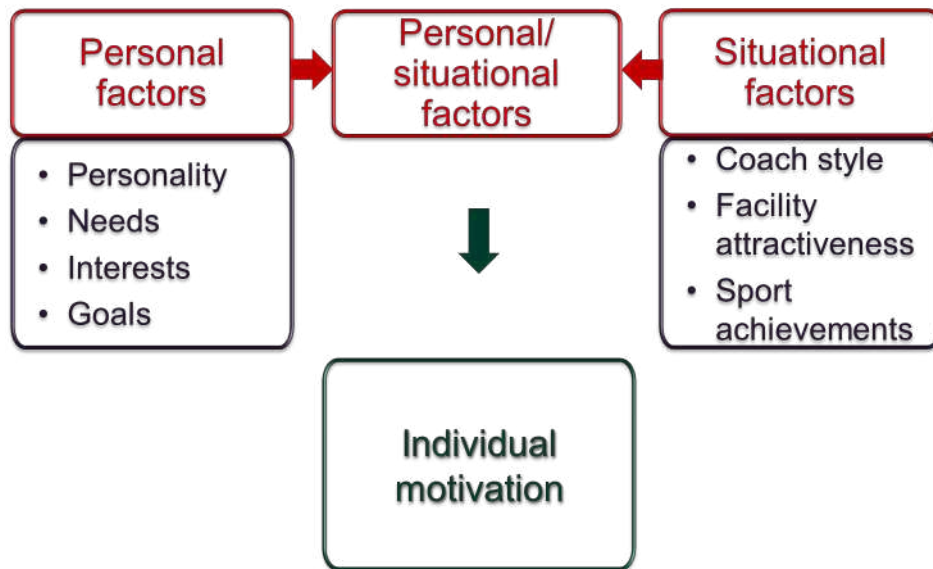 Personal
factors
Personal/
situational
factors
Situational
factors
• Personality
• Needs
• Interests
• Goals
• Coach style
• Facility
attractiveness
• Sport
achievements
Individual
motivation